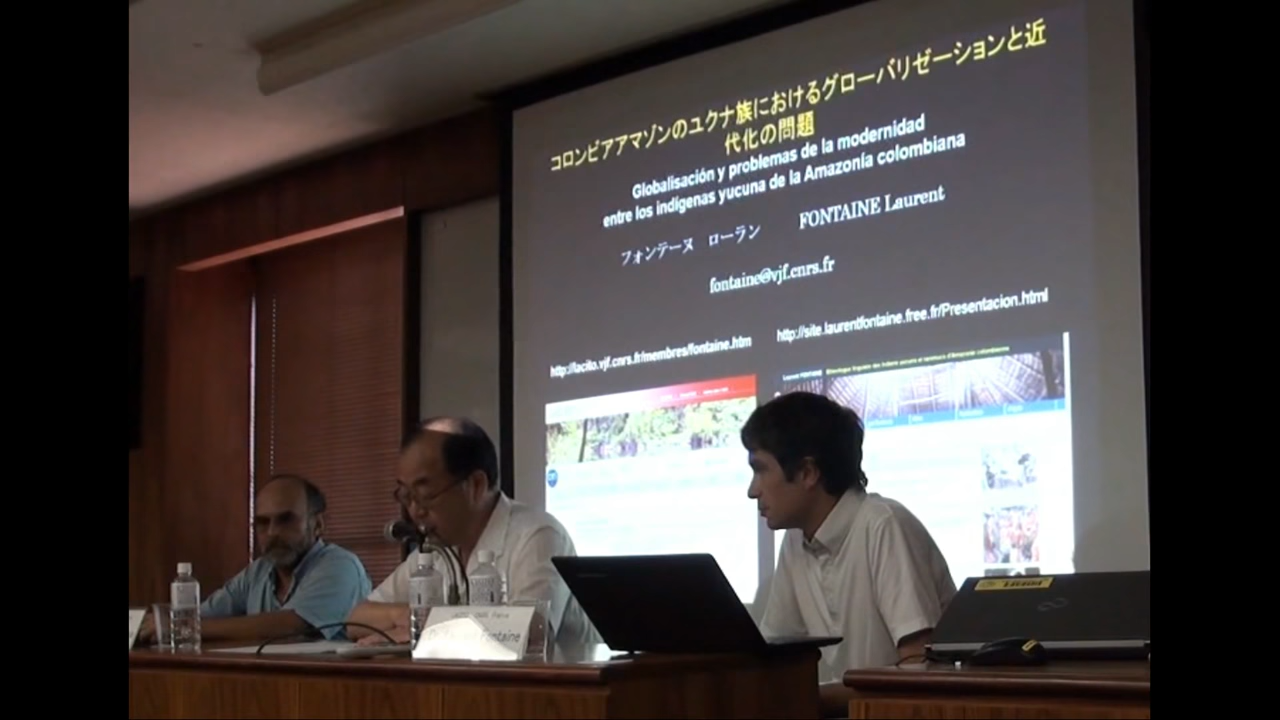 コロンビアアマゾンのユクナ族におけるグローバリゼーションと近
代化の問題
Globalisación y problemas de la modernidad
entre los indígenas yucuna de la Amazonía colombiana
フォンテーヌ ローラン FONTAINE Laurent
fontaine@vjf.cnrs.fr
http://lacito.vjf.cnrs.fr/membres/fontaine.htm
http://site.laurentfontaine.free.fr/Presentacion.html
Laurent FONTAINE
Fontaine